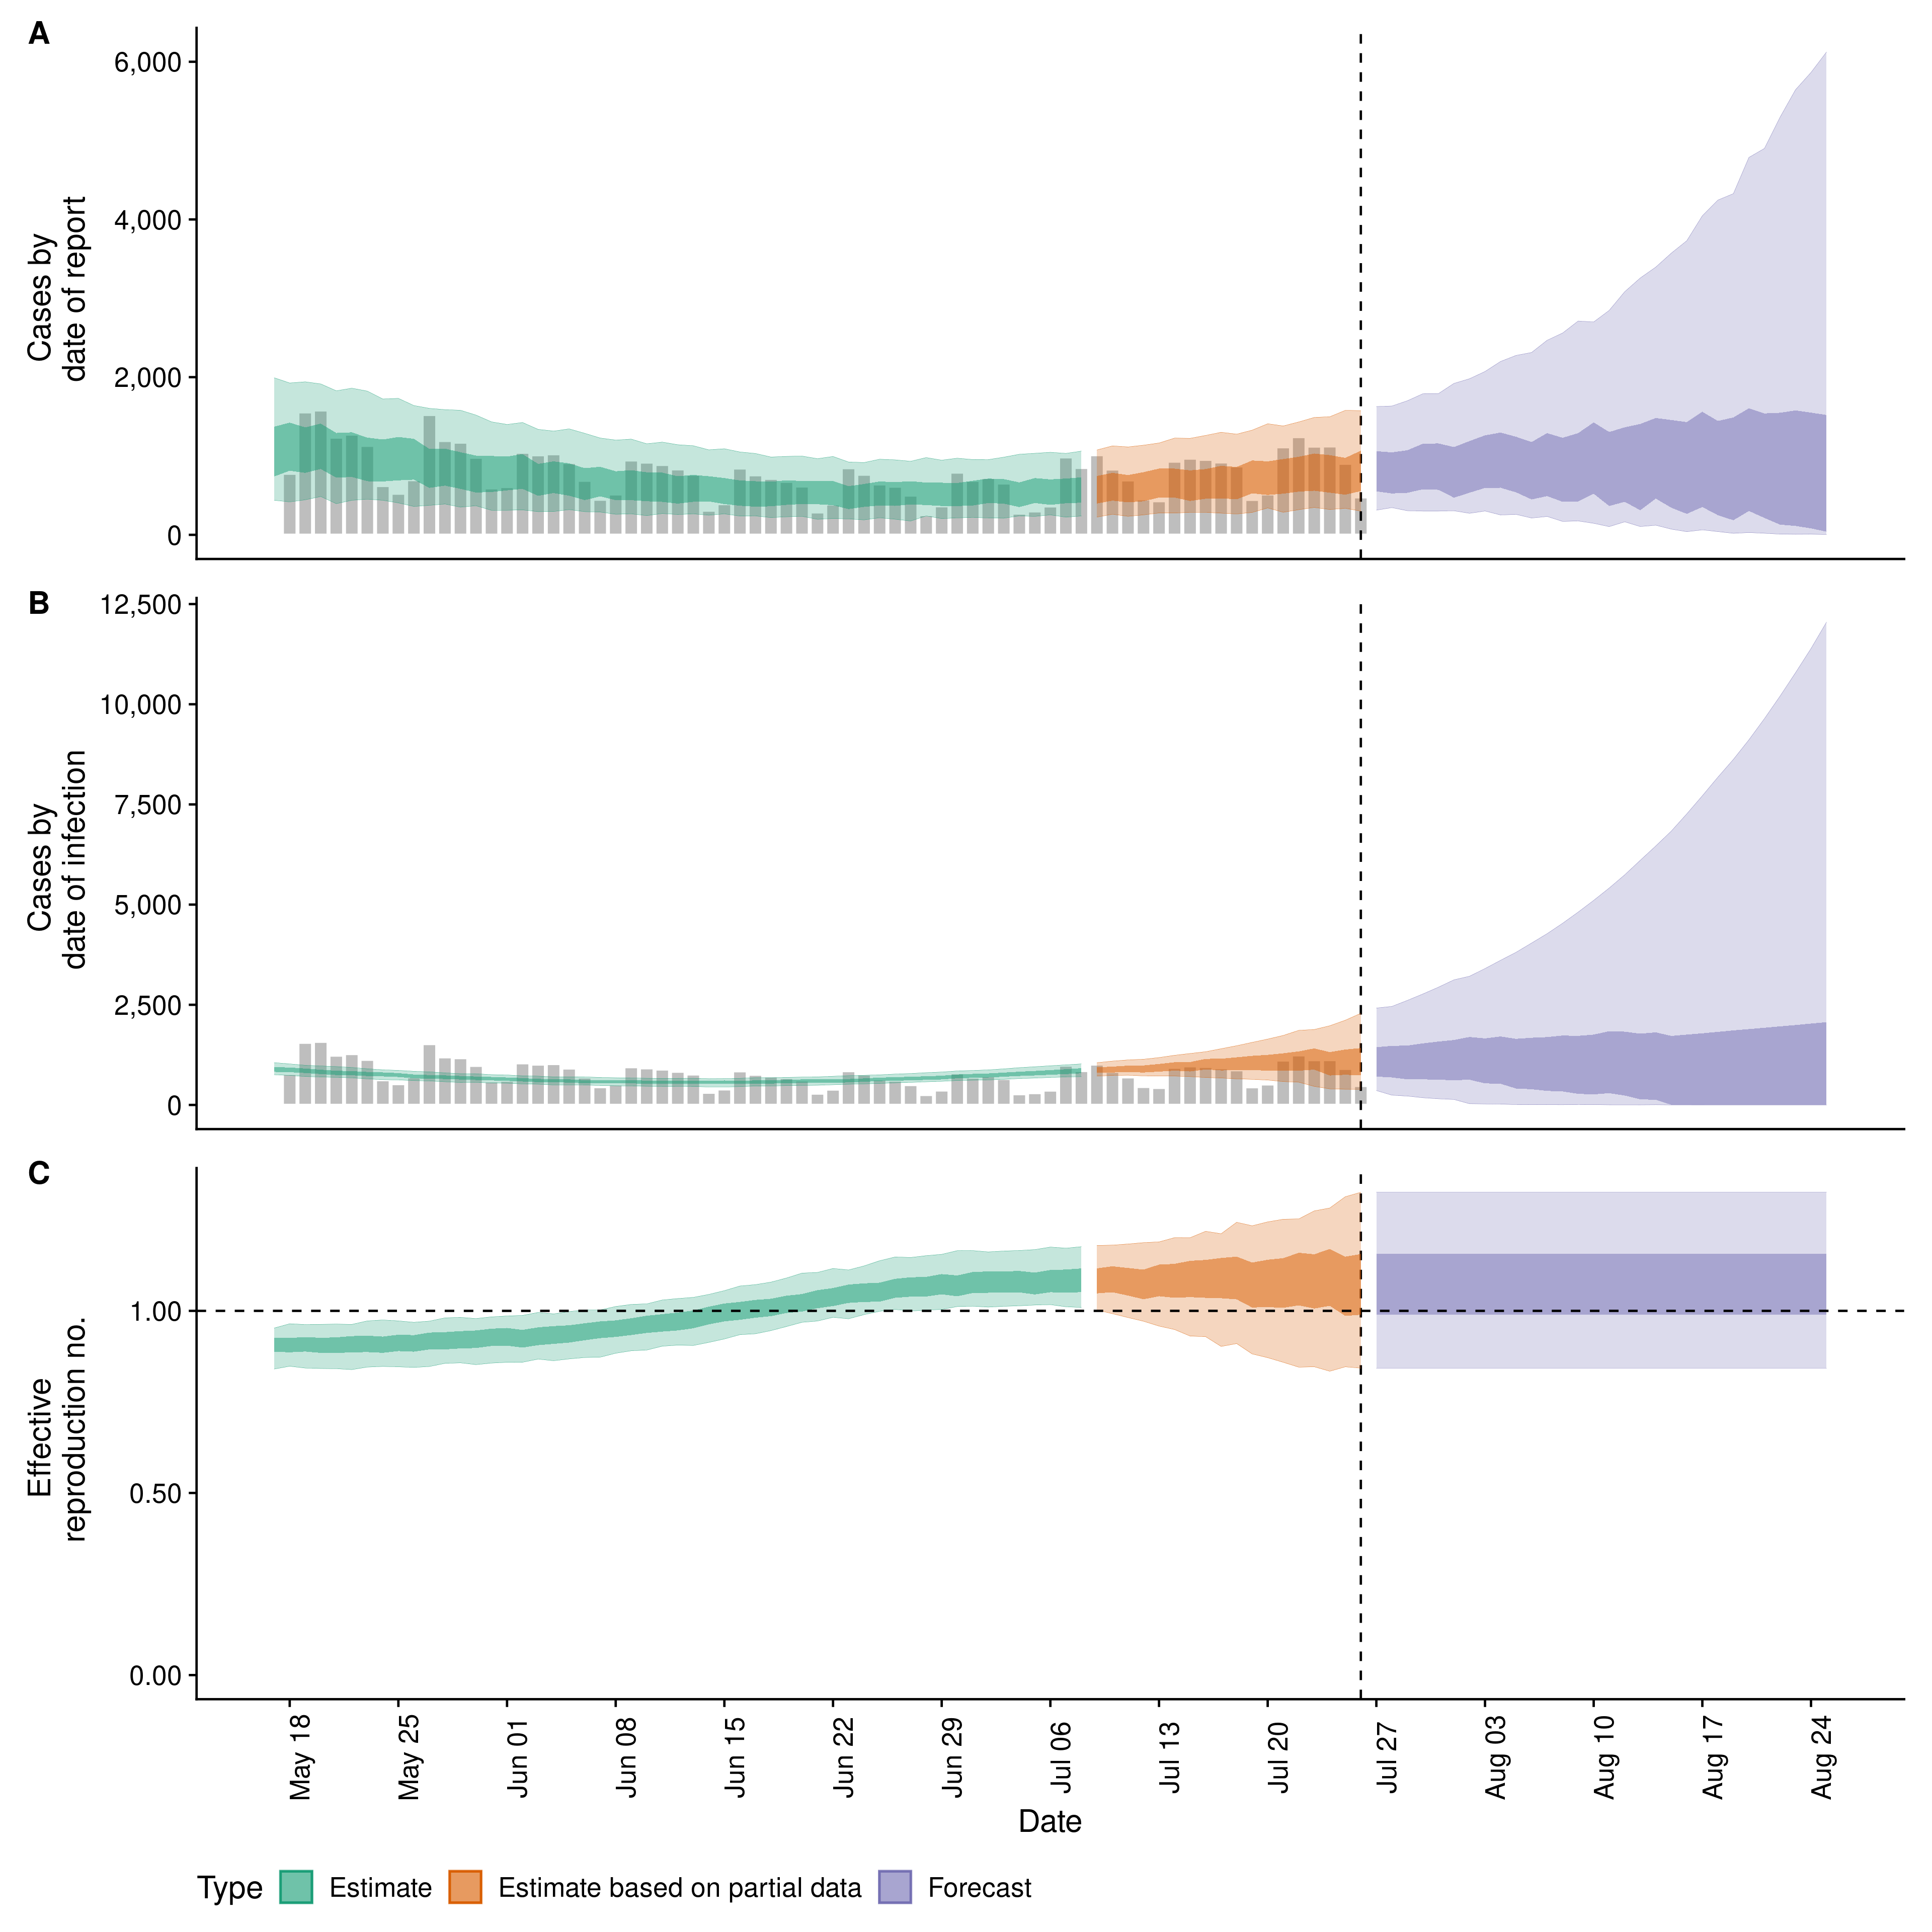 A
6,000
4,000
2,000
0
Cases by
date of report
B
12,500
10,000
7,500
5,000
2,500
0
Cases by
date of infection
C
1.00
0.50
0.00
Effective
reproduction no.
May 18
May 25
Jun 01
Jun 08
Jun 15
Jun 22
Jun 29
Jul 06
Jul 13
Jul 20
Jul 27
Aug 03
Aug 10
Aug 17
Aug 24
Date
Type Estimate Estimate based on partial data Forecast